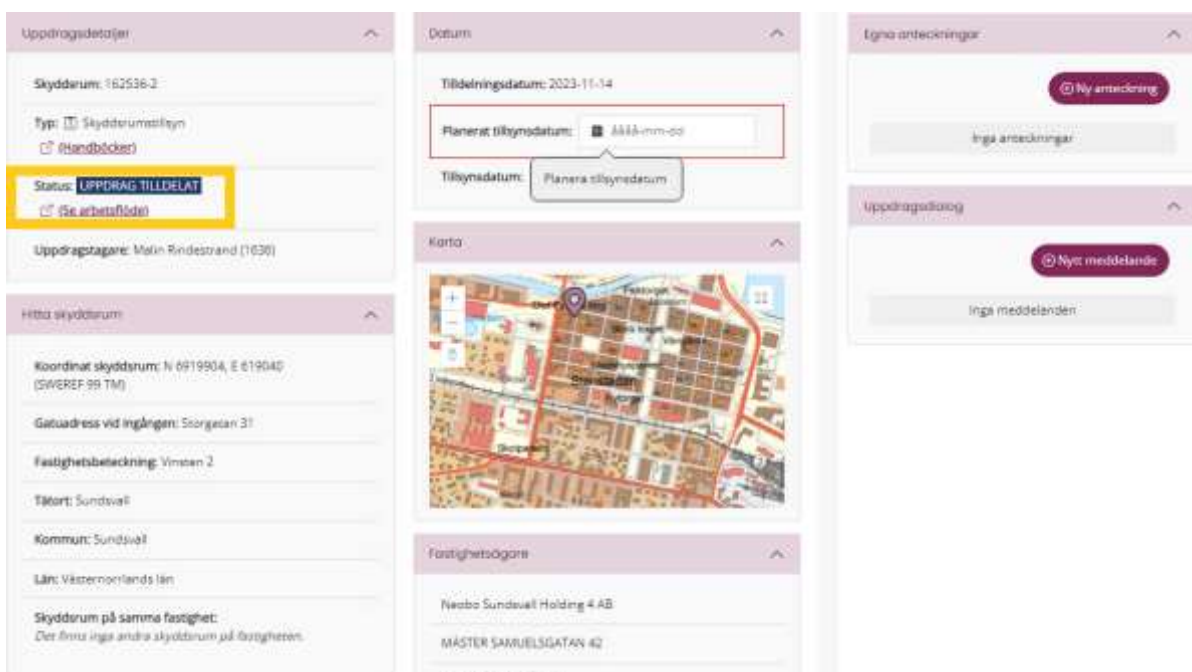 Uppdragsdetaljer
Skyddsrum: 162536-2
Typ: Skyddsrumstillsyn
(Handböcker)
Status: UPPDRAG TILLDELAT
(Se arbetsflöde)
Uppdragstagare: Malin Rindestrand (1636)
Hitta skyddsrum
Koordinat skyddsrum: N 6919904, E 619040
(SWEREF 99 TM)
Gatuadress vid ingången: Storgatan 31
Fastighetsbeteckning: Vinsten 2
Tätort: Sundsvall
Kommun: Sundsvall
Län: Västernorrlands län
Skyddsrum på samma fastighet:
Det finns inga andra skyddsrum på fastigheten.
Datum
Tilldelningsdatum: 2023-11-14
Planerat tillsynsdatum: åååå-mm-dd
Tillsynsdatum: Planera tillsynsdatum
Karta
+
−
Fastighetsägare
Neobo Sundsvall Holding 4 AB
MÄSTER SAMUELSGATAN 42
Egna anteckningar
Ny anteckning
Inga anteckningar
Uppdragsdialog
Nytt meddelande
Inga meddelanden